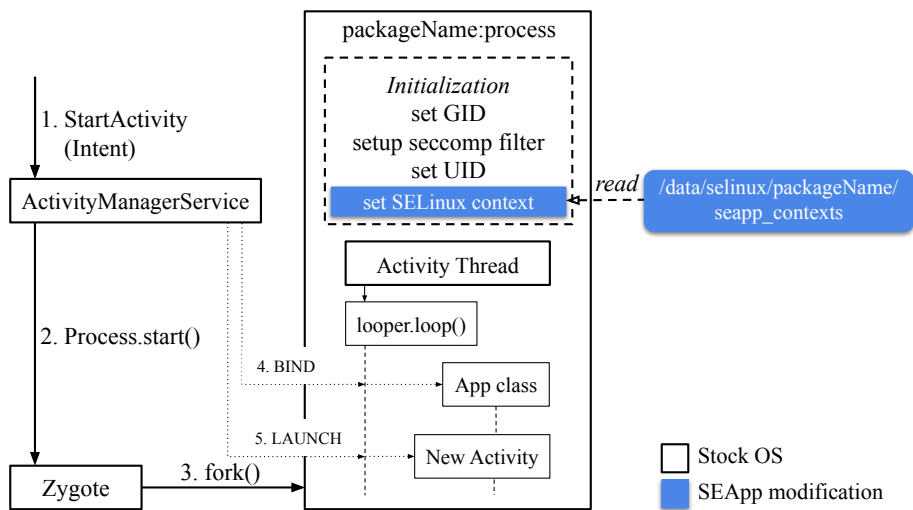 packageName:process
Initialization
set GID
setup seccomp filter
set UID
set SELinux context
read
/data/selinux/packageName/
seapp_contexts
1. StartActivity
(Intent)
ActivityManagerService
Activity Thread
looper.loop()
2. Process.start()
4. BIND
App class
5. LAUNCH
New Activity
Zygote
3. fork()
Stock OS
SEApp modification